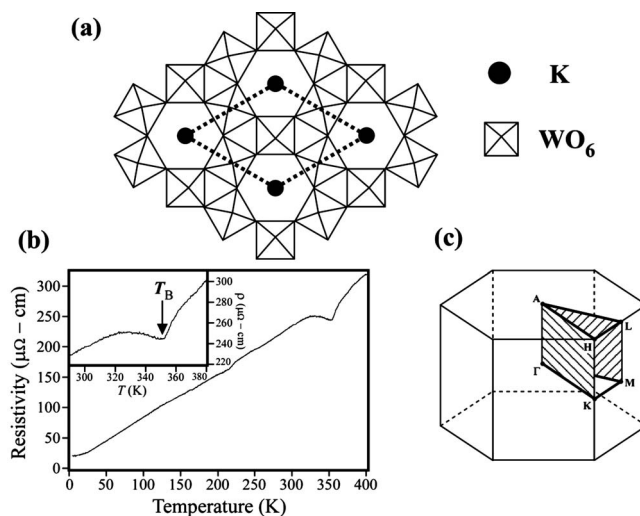 (a)
K
WO6
(b)
Resistivity (μΩ – cm)
300
250
200
150
100
50
0
0 50 100 150 200 250 300 350 400
Temperature (K)
TB
300
280
260
240
220
ρ (μΩ – cm)
300 320 340 360 380
T (K)
(c)
A
L
H
Γ
M
K